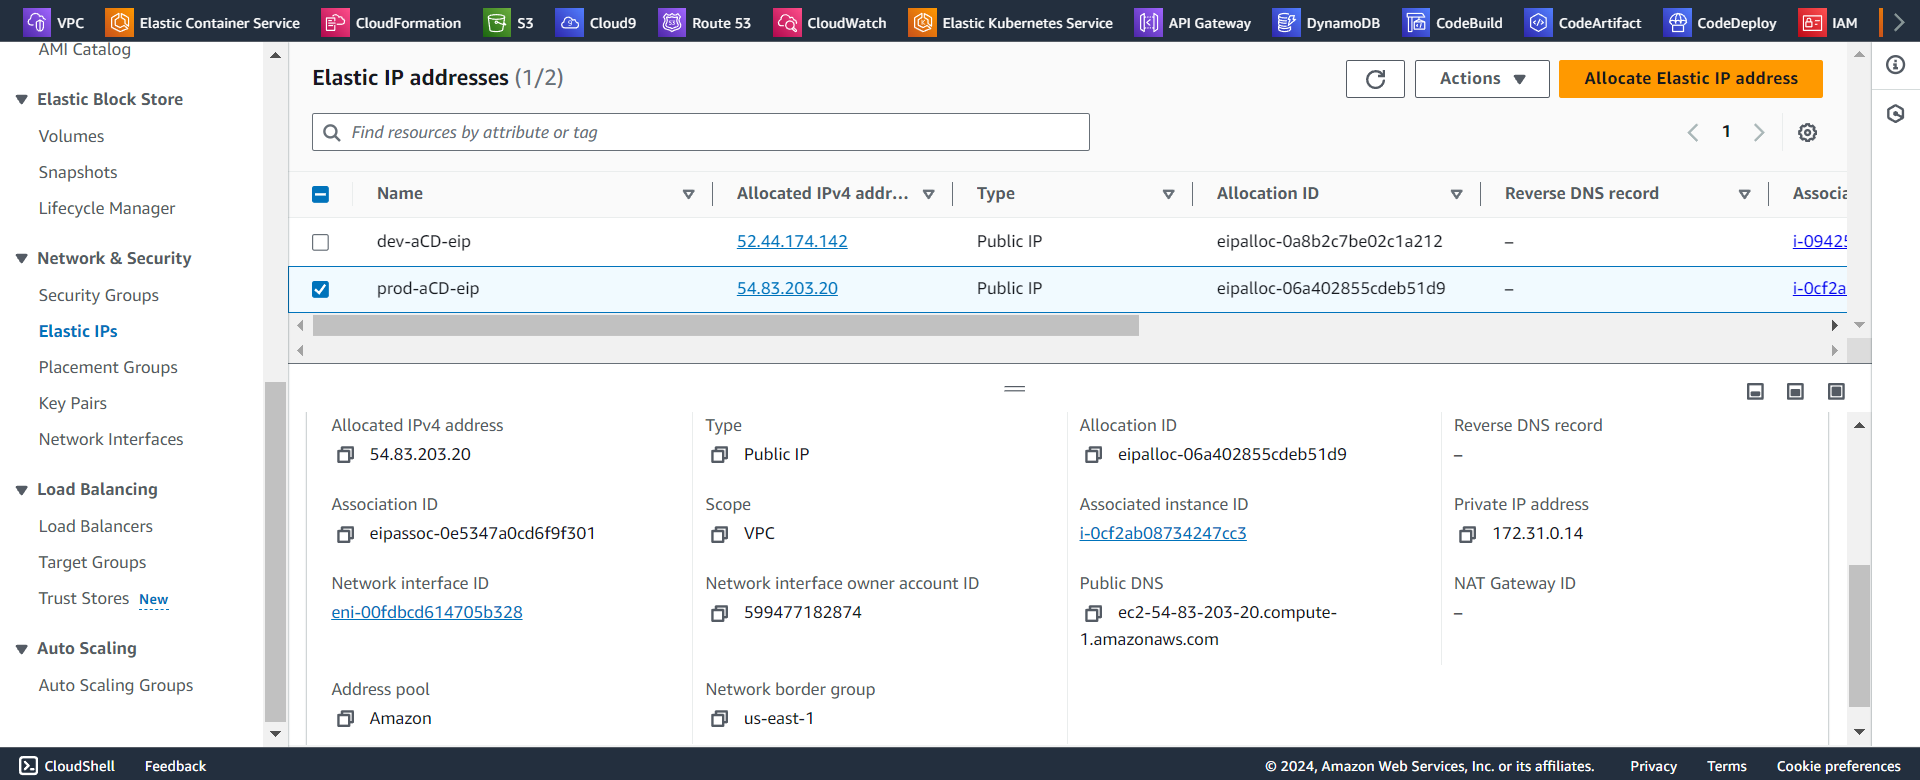 VPC Elastic Container Service CloudFormation S3 Cloud9 Route 53 CloudWatch Elastic Kubernetes Service API Gateway DynamoDB CodeBuild CodeArtifact CodeDeploy IAM
AMI Catalog
Elastic Block Store
Volumes
Snapshots
Lifecycle Manager
Network & Security
Security Groups
Elastic IPs
Placement Groups
Key Pairs
Network Interfaces
Load Balancing
Load Balancers
Target Groups
Trust Stores New
Auto Scaling
Auto Scaling Groups
Elastic IP addresses (1/2)
Actions
Allocate Elastic IP address
Find resources by attribute or tag
1
Name Allocated IPv4 addr... Type Allocation ID Reverse DNS record Associa
dev-aCD-eip 52.44.174.142 Public IP eipalloc-0a8b2c7be02c1a212 – i-0942
prod-aCD-eip 54.83.203.20 Public IP eipalloc-06a402855cdeb51d9 – i-0cf2a
Allocated IPv4 address
54.83.203.20
Type
Public IP
Allocation ID
eipalloc-06a402855cdeb51d9
Reverse DNS record
–
Association ID
eipassoc-0e5347a0cd6f9f301
Scope
VPC
Associated instance ID
i-0cf2ab08734247cc3
Private IP address
172.31.0.14
Network interface ID
eni-00fdbcd614705b328
Network interface owner account ID
599477182874
Public DNS
ec2-54-83-203-20.compute-
1.amazonaws.com
NAT Gateway ID
–
Address pool
Amazon
Network border group
us-east-1
CloudShell Feedback © 2024, Amazon Web Services, Inc. or its affiliates. Privacy Terms Cookie preferences